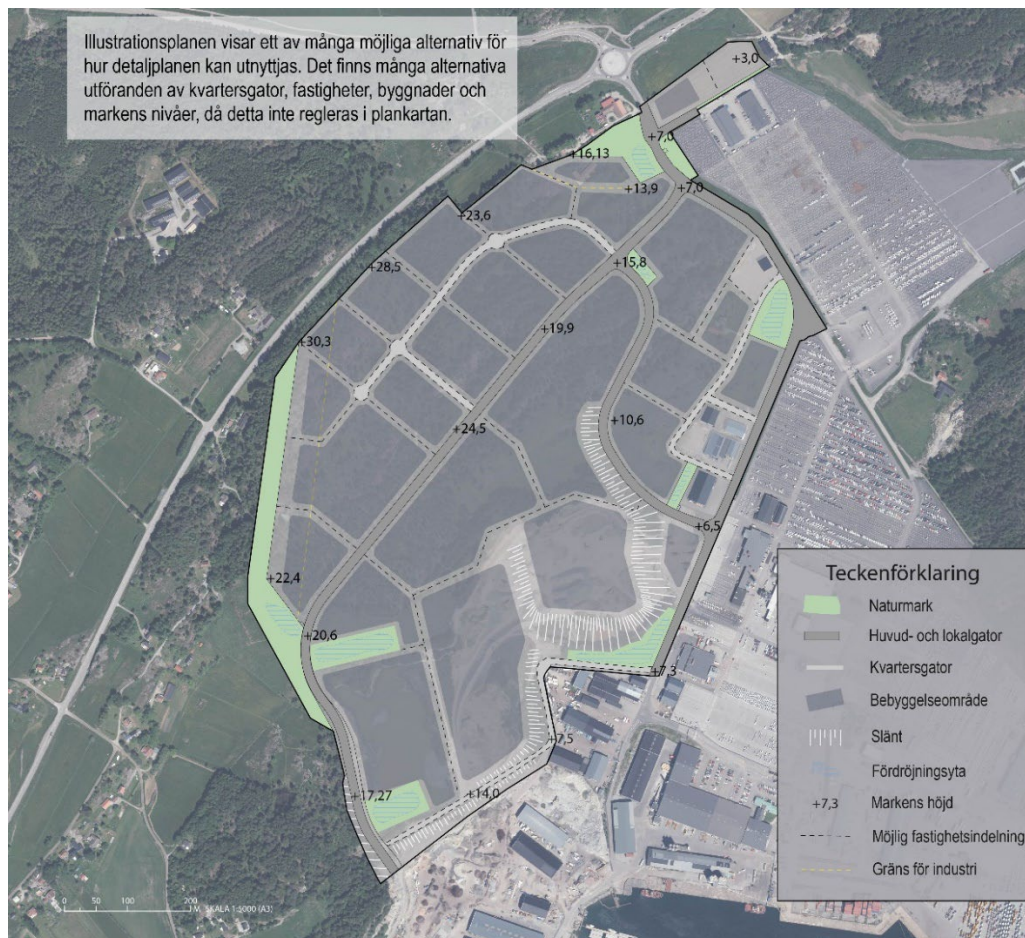 Illustrationsplanen visar ett av många möjliga alternativ för
hur detaljplanen kan utnyttjas. Det finns många alternativa
utföranden av kvartersgator, fastigheter, byggnader och
markens nivåer, då detta inte regleras i plankartan.
+3,0
+7,0
+16,13
+13,9
+7,0
+23,6
+15,8
+28,5
+19,9
+30,3
+10,6
+24,5
+6,5
+22,4
+20,6
+7,3
+7,5
+14,0
+17,27
Teckenförklaring
Naturmark
Huvud- och lokalgator
Kvartersgator
Bebyggelseområde
Slänt
Fördröjningsyta
+7,3 Markens höjd
Möjlig fastighetsindelning
Gräns för industri
0 50 100 200
M. SKALA 1:5000 (A3)